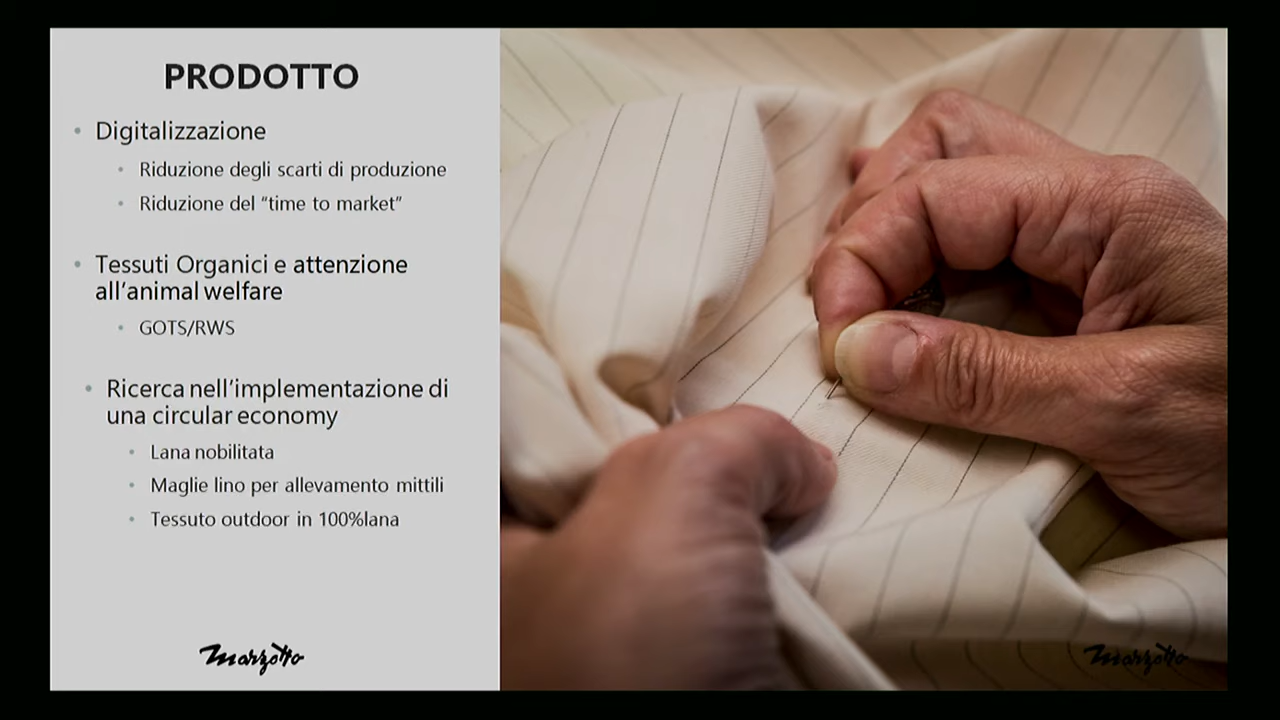 PRODOTTO
• Digitalizzazione
• Riduzione degli scarti di produzione
• Riduzione del “time to market”
• Tessuti Organici e attenzione
all’animal welfare
• GOTS/RWS
• Ricerca nell’implementazione di
una circular economy
• Lana nobilitata
• Maglie lino per allevamento mittili
• Tessuto outdoor in 100%lana
Marzotto
Marzotto